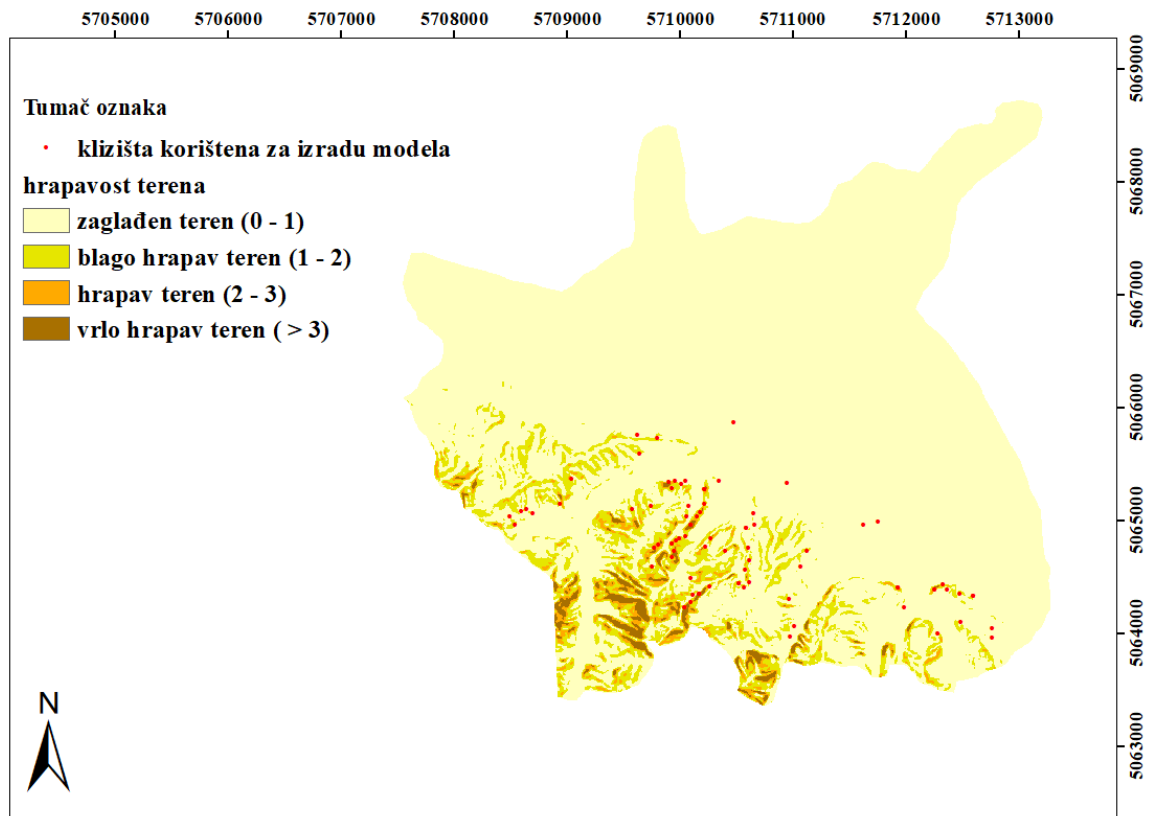 5705000 5706000 5707000 5708000 5709000 5710000 5711000 5712000 5713000
Tumač oznaka
klizišta korištena za izradu modela
hrapavost terena
zaglađen teren (0 - 1)
blago hrapav teren (1 - 2)
hrapav teren (2 - 3)
vrlo hrapav teren ( > 3)
N
5069000
5068000
5067000
5066000
5065000
5064000
5063000